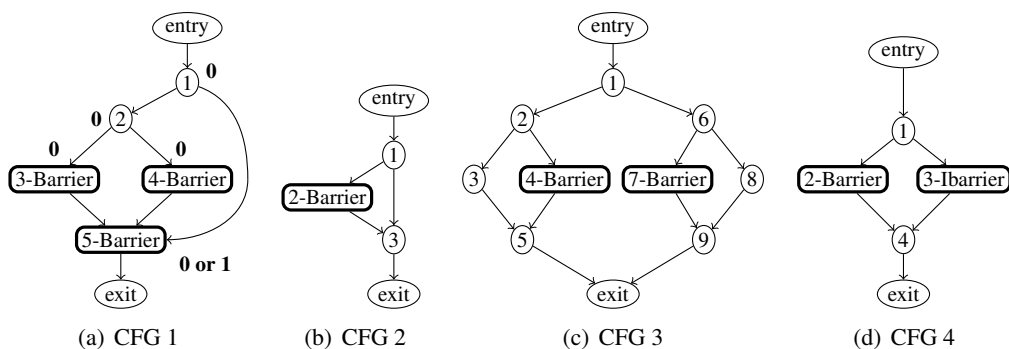 entry
1
0
2
0
0
0
3-Barrier
4-Barrier
5-Barrier
0 or 1
exit
(a) CFG 1
entry
1
2-Barrier
3
exit
(b) CFG 2
entry
1
2
6
3
4-Barrier
7-Barrier
8
5
9
exit
(c) CFG 3
entry
1
2-Barrier
3-Ibarrier
4
exit
(d) CFG 4